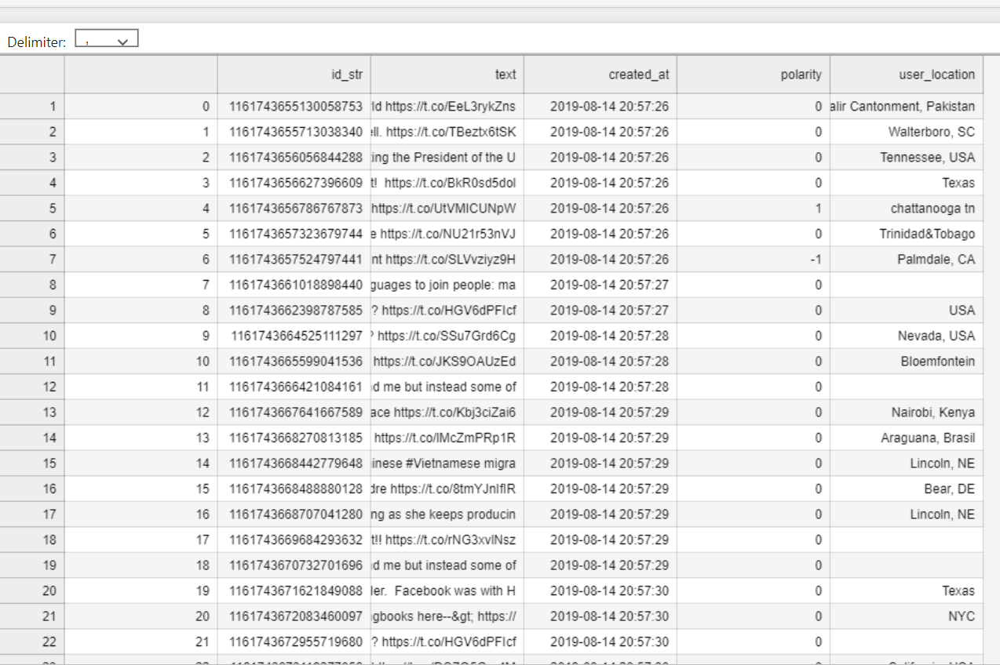 Delimiter: ,
id_str text created_at polarity user_location
1 0 1161743655130058753 ld https://t.co/EeL3rykZns 2019-08-14 20:57:26 0 alir Cantonment, Pakistan
2 1 1161743655713038340 ell. https://t.co/TBeztx6tSK 2019-08-14 20:57:26 0 Walterboro, SC
3 2 1161743656056844288 ting the President of the U 2019-08-14 20:57:26 0 Tennessee, USA
4 3 1161743656627396609 t! https://t.co/BkR0sd5dol 2019-08-14 20:57:26 0 Texas
5 4 1161743656786767873 https://t.co/UtVMICUNpW 2019-08-14 20:57:26 1 chattanooga tn
6 5 1161743657323679744 e https://t.co/NU21r53nVJ 2019-08-14 20:57:26 0 Trinidad&Tobago
7 6 1161743657524797441 nt https://t.co/SLVvziyz9H 2019-08-14 20:57:26 -1 Palmdale, CA
8 7 1161743661018898440 guages to join people: ma 2019-08-14 20:57:27 0
9 8 1161743662398787585 ? https://t.co/HGV6dPFIcf 2019-08-14 20:57:27 0 USA
10 9 1161743664525111297 ? https://t.co/SSu7Grd6Cg 2019-08-14 20:57:28 0 Nevada, USA
11 10 1161743665599041536 https://t.co/JKS9OAUzEd 2019-08-14 20:57:28 0 Bloemfontein
12 11 1161743666421084161 d me but instead some of 2019-08-14 20:57:28 0
13 12 1161743667641667589 ace https://t.co/Kbj3ciZai6 2019-08-14 20:57:29 0 Nairobi, Kenya
14 13 1161743668270813185 https://t.co/lMcZmPRp1R 2019-08-14 20:57:29 0 Araguana, Brasil
15 14 1161743668442779648 inese #Vietnamese migra 2019-08-14 20:57:29 0 Lincoln, NE
16 15 1161743668488880128 dre https://t.co/8tmYJnlflR 2019-08-14 20:57:29 0 Bear, DE
17 16 1161743668707041280 ng as she keeps producin 2019-08-14 20:57:29 0 Lincoln, NE
18 17 1161743669684293632 t!! https://t.co/rNG3xvlNsz 2019-08-14 20:57:29 0
19 18 1161743670732701696 d me but instead some of 2019-08-14 20:57:29 0
20 19 1161743671621849088 ler. Facebook was with H 2019-08-14 20:57:30 0 Texas
21 20 1161743672083460097 gbooks here--&gt; https:// 2019-08-14 20:57:30 0 NYC
22 21 1161743672955719680 ? https://t.co/HGV6dPFIcf 2019-08-14 20:57:30 0